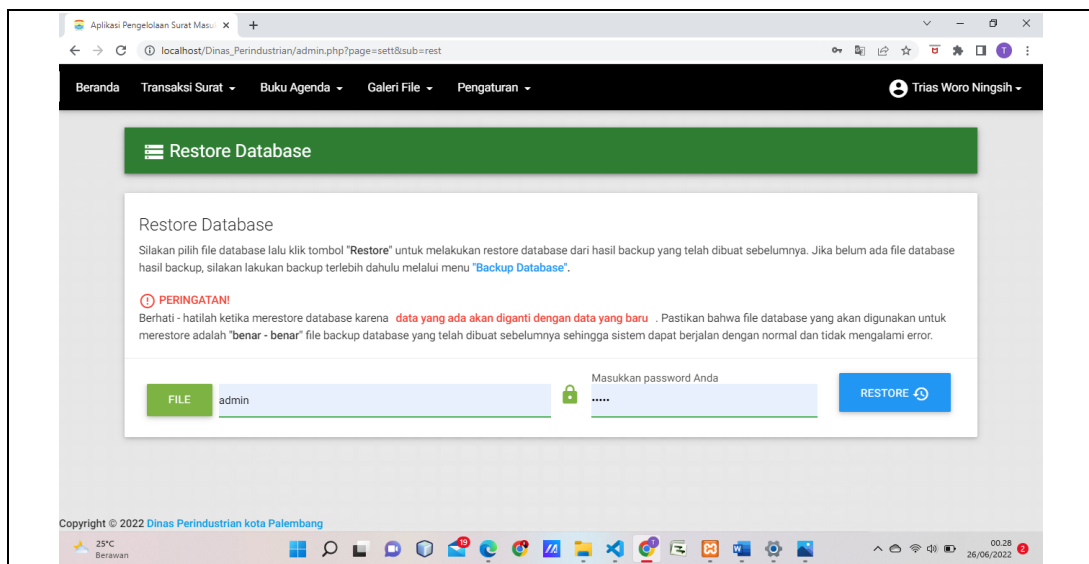 Aplikasi Pengelolaan Surat Masu
localhost/Dinas_Perindustrian/admin.php?page=sett&sub=rest
T
Beranda Transaksi Surat Buku Agenda Galeri File Pengaturan Trias Woro Ningsih
Restore Database
Restore Database
Silakan pilih file database lalu klik tombol "Restore" untuk melakukan restore database dari hasil backup yang telah dibuat sebelumnya. Jika belum ada file database
hasil backup, silakan lakukan backup terlebih dahulu melalui menu "Backup Database".
PERINGATAN!
Berhati - hatilah ketika merestore database karena data yang ada akan diganti dengan data yang baru . Pastikan bahwa file database yang akan digunakan untuk
merestore adalah "benar - benar" file backup database yang telah dibuat sebelumnya sehingga sistem dapat berjalan dengan normal dan tidak mengalami error.
Masukkan password Anda
FILE admin ••••• RESTORE
Copyright © 2022 Dinas Perindustrian kota Palembang
25°C
Berawan
19
00.28
26/06/2022
2